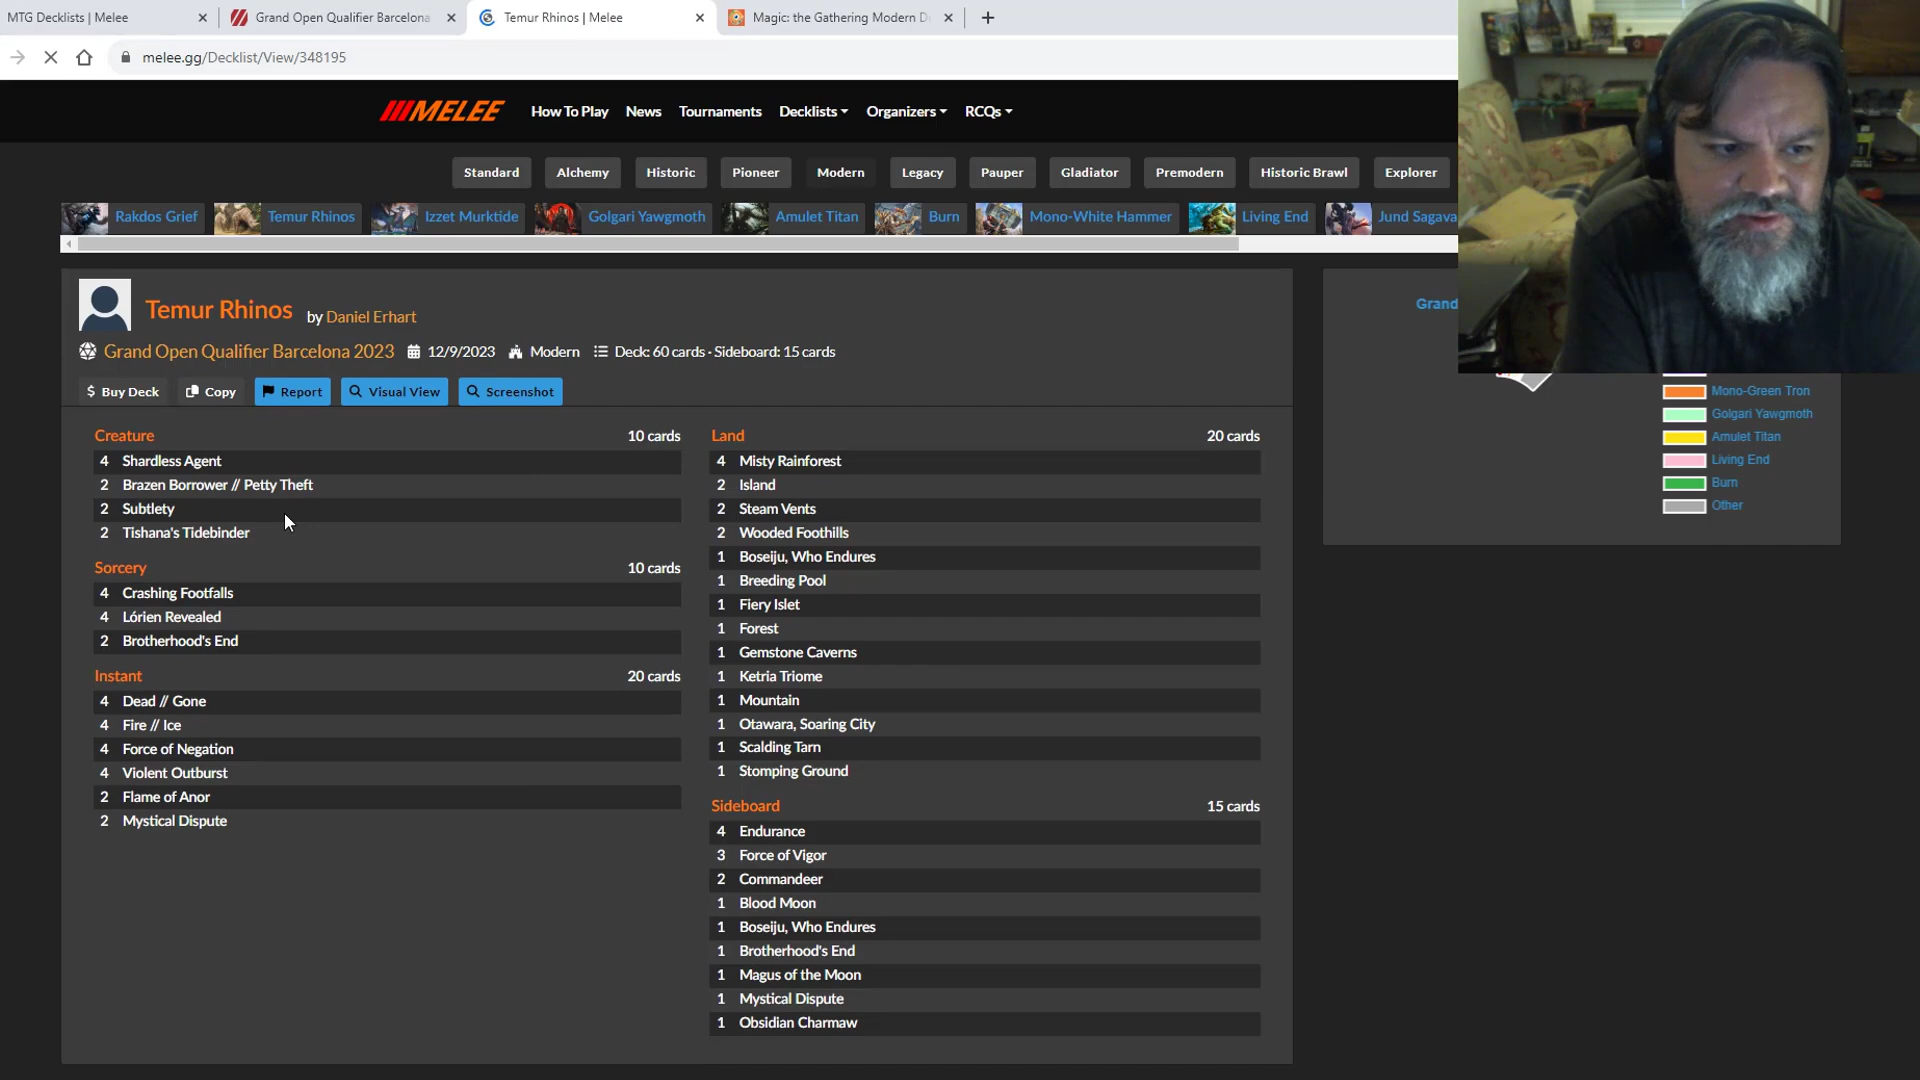 MTG Decklists | Melee
Grand Open Qualifier Barcelona
Temur Rhinos | Melee
Magic: the Gathering Modern D
melee.gg/Decklist/View/348195
MELEE How To Play News Tournaments Decklists Organizers RCQs
Standard Alchemy Historic Pioneer Modern Legacy Pauper Gladiator Premodern Historic Brawl Explorer
Rakdos Grief Temur Rhinos Izzet Murktide Golgari Yawgmoth Amulet Titan Burn Mono-White Hammer Living End Jund Sagava
Temur Rhinos by Daniel Erhart
Grand Open Qualifier Barcelona 2023 12/9/2023 Modern Deck: 60 cards · Sideboard: 15 cards
$ Buy Deck Copy Report Visual View Screenshot
Creature 10 cards
4 Shardless Agent
2 Brazen Borrower // Petty Theft
2 Subtlety
2 Tishana's Tidebinder
Sorcery 10 cards
4 Crashing Footfalls
4 Lórien Revealed
2 Brotherhood's End
Instant 20 cards
4 Dead // Gone
4 Fire // Ice
4 Force of Negation
4 Violent Outburst
2 Flame of Anor
2 Mystical Dispute
Land 20 cards
4 Misty Rainforest
2 Island
2 Steam Vents
2 Wooded Foothills
1 Boseiju, Who Endures
1 Breeding Pool
1 Fiery Islet
1 Forest
1 Gemstone Caverns
1 Ketria Triome
1 Mountain
1 Otawara, Soaring City
1 Scalding Tarn
1 Stomping Ground
Sideboard 15 cards
4 Endurance
3 Force of Vigor
2 Commandeer
1 Blood Moon
1 Boseiju, Who Endures
1 Brotherhood's End
1 Magus of the Moon
1 Mystical Dispute
1 Obsidian Charmaw
Grand
Mono-Green Tron
Golgari Yawgmoth
Amulet Titan
Living End
Burn
Other